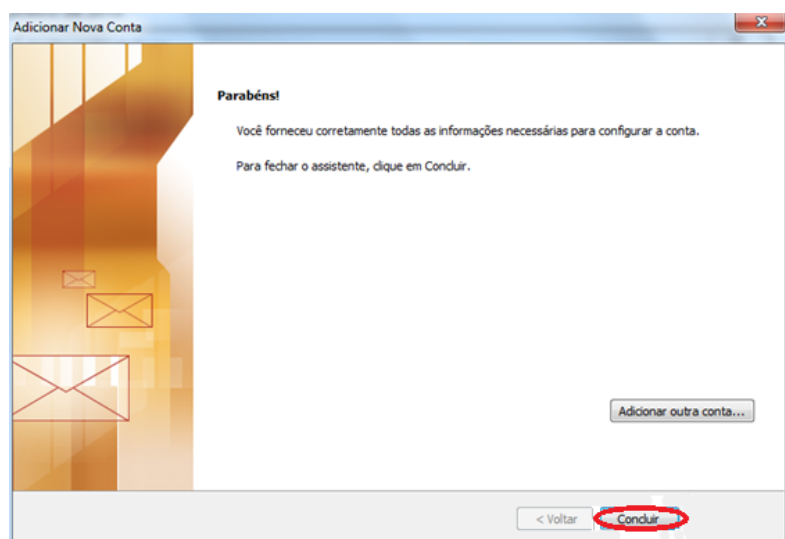 Adicionar Nova Conta
Parabéns!
Você forneceu corretamente todas as informações necessárias para configurar a conta.
Para fechar o assistente, clique em Concluir.
Adicionar outra conta...
< Voltar
Concluir